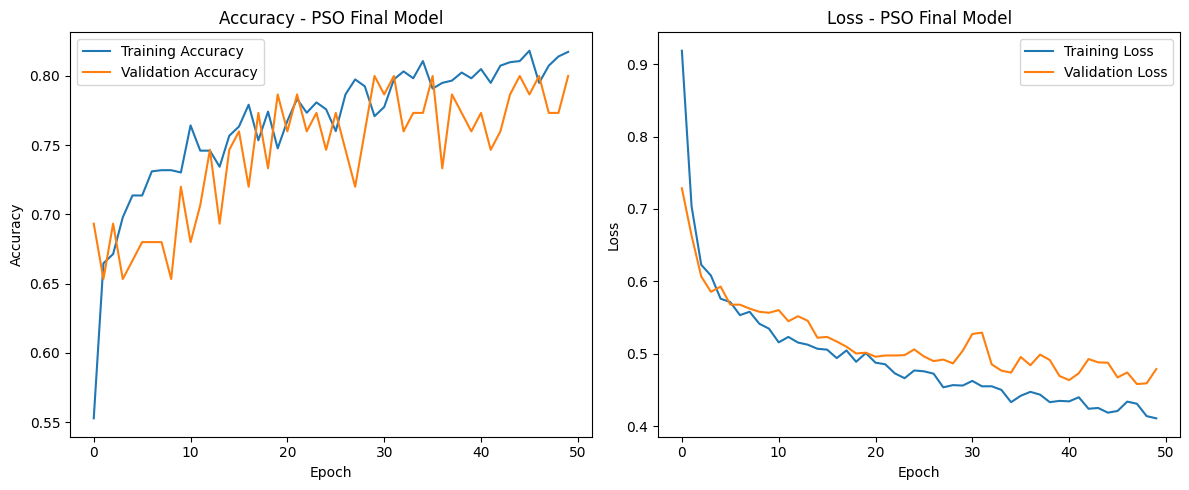 Accuracy - PSO Final Model
Training Accuracy
Validation Accuracy
0.80
0.75
0.70
0.65
0.60
0.55
Accuracy
0 10 20 30 40 50
Epoch
Loss - PSO Final Model
Training Loss
Validation Loss
0.9
0.8
0.7
0.6
0.5
0.4
Loss
0 10 20 30 40 50
Epoch